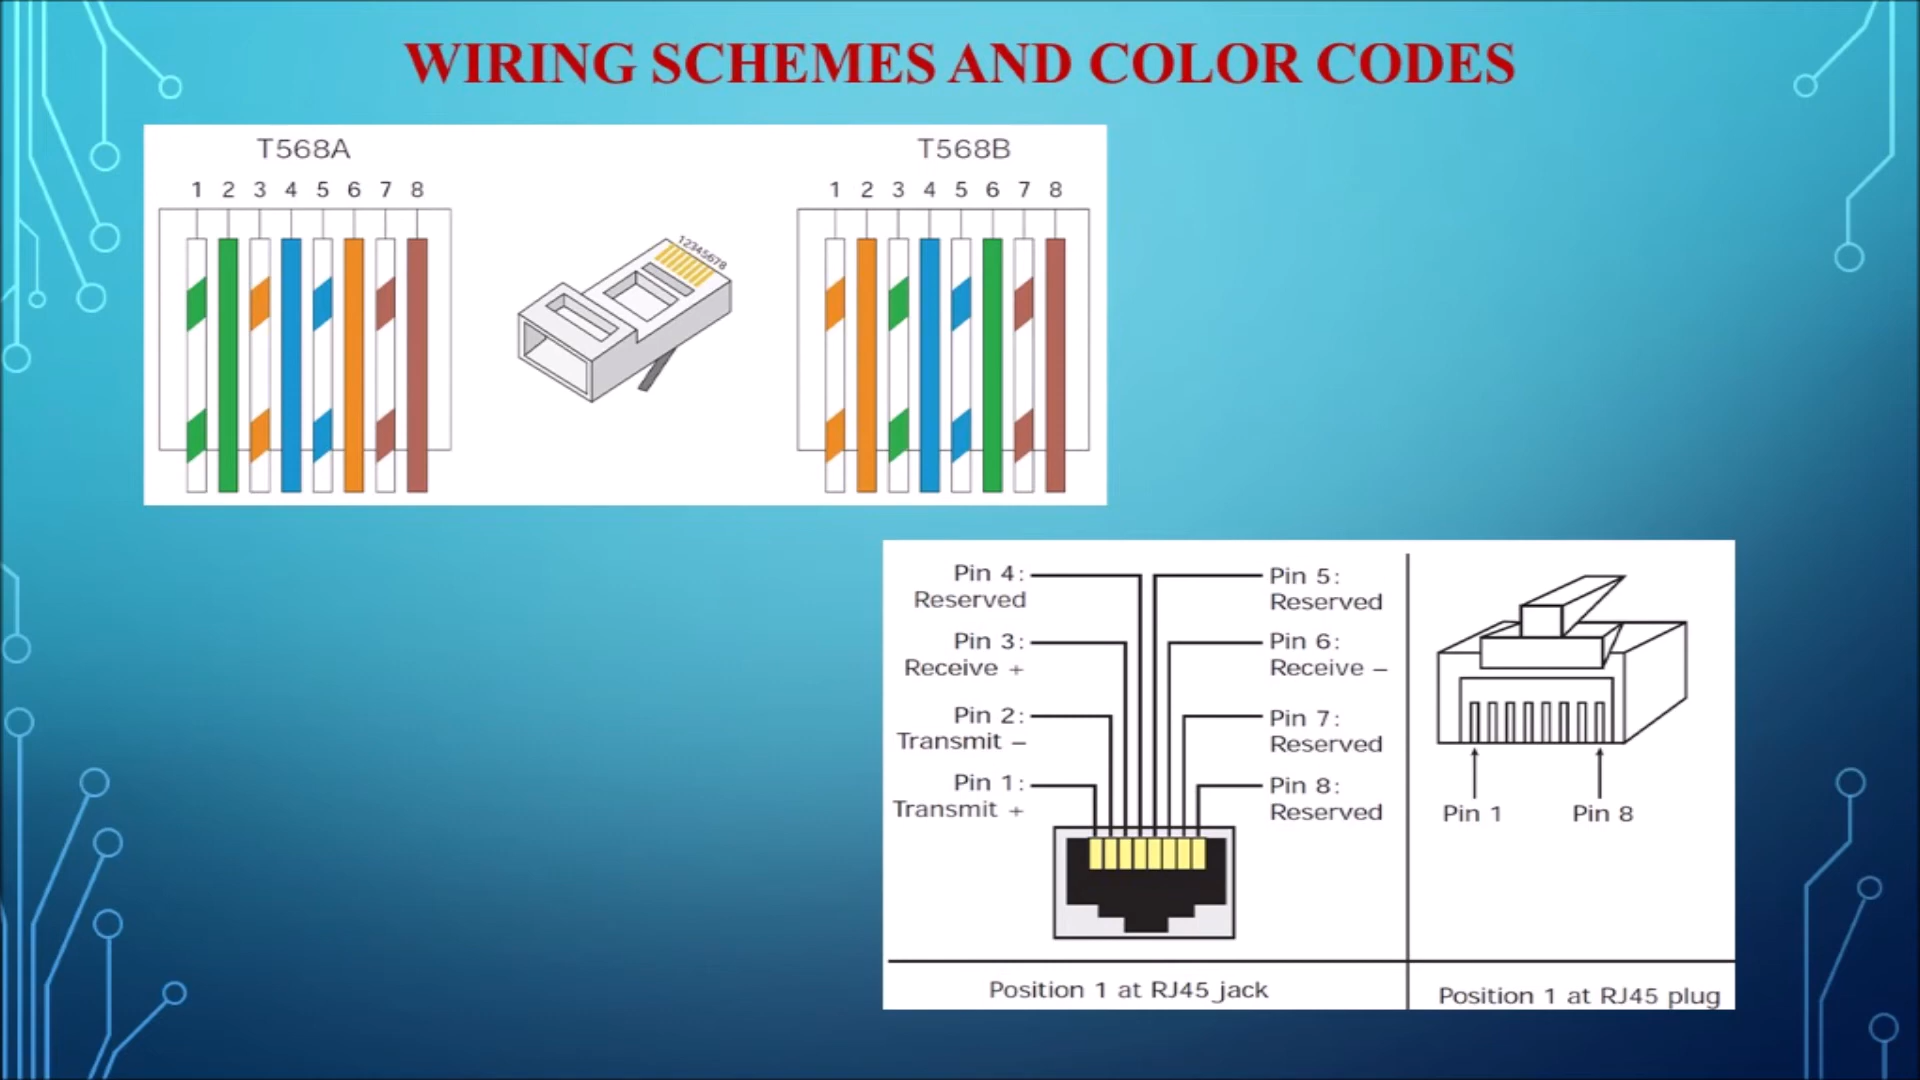 WIRING SCHEMES AND COLOR CODES
T568A
1 2 3 4 5 6 7 8
12345678
T568B
1 2 3 4 5 6 7 8
Pin 4:
Reserved
Pin 3:
Receive +
Pin 2:
Transmit –
Pin 1:
Transmit +
Pin 5:
Reserved
Pin 6:
Receive –
Pin 7:
Reserved
Pin 8:
Reserved
Position 1 at RJ45 jack
Pin 1
Pin 8
Position 1 at RJ45 plug